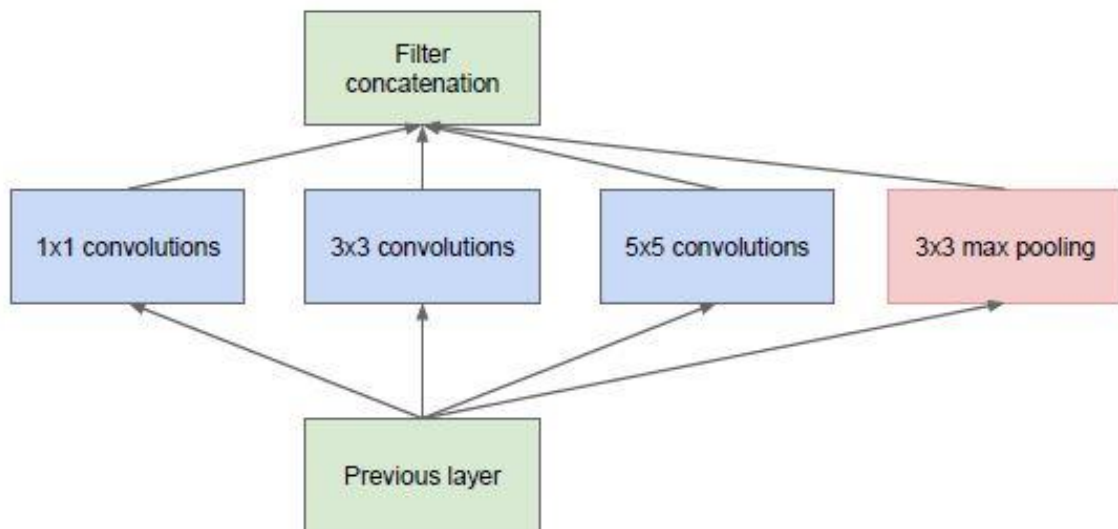 Filter
concatenation
1x1 convolutions
3x3 convolutions
5x5 convolutions
3x3 max pooling
Previous layer